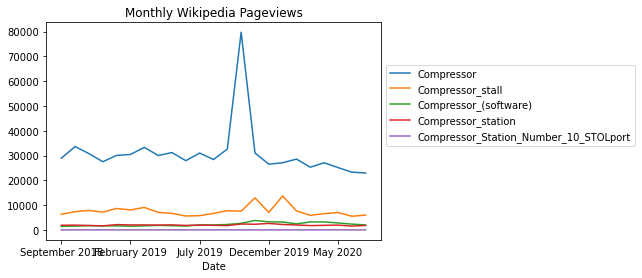 Monthly Wikipedia Pageviews
80000
70000
60000
50000
40000
30000
20000
10000
0
September 2018 February 2019 July 2019 December 2019 May 2020
Date
Compressor
Compressor_stall
Compressor_(software)
Compressor_station
Compressor_Station_Number_10_STOLport